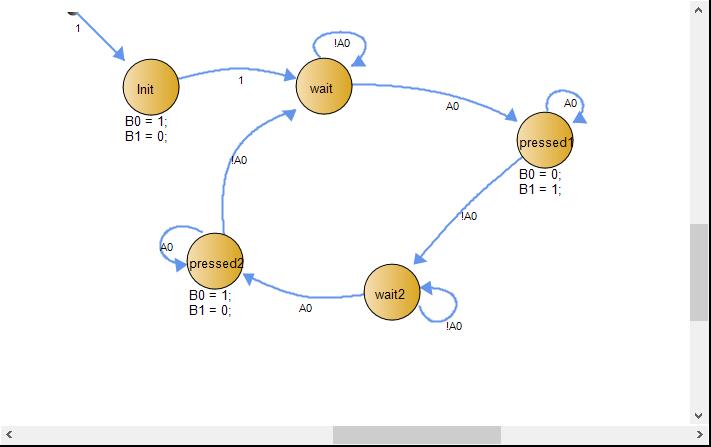 1
!A0
Init
1
wait
B0 = 1;
B1 = 0;
A0
A0
pressed1
B0 = 0;
B1 = 1;
!A0
!A0
A0
pressed2
B0 = 1;
B1 = 0;
A0
wait2
!A0